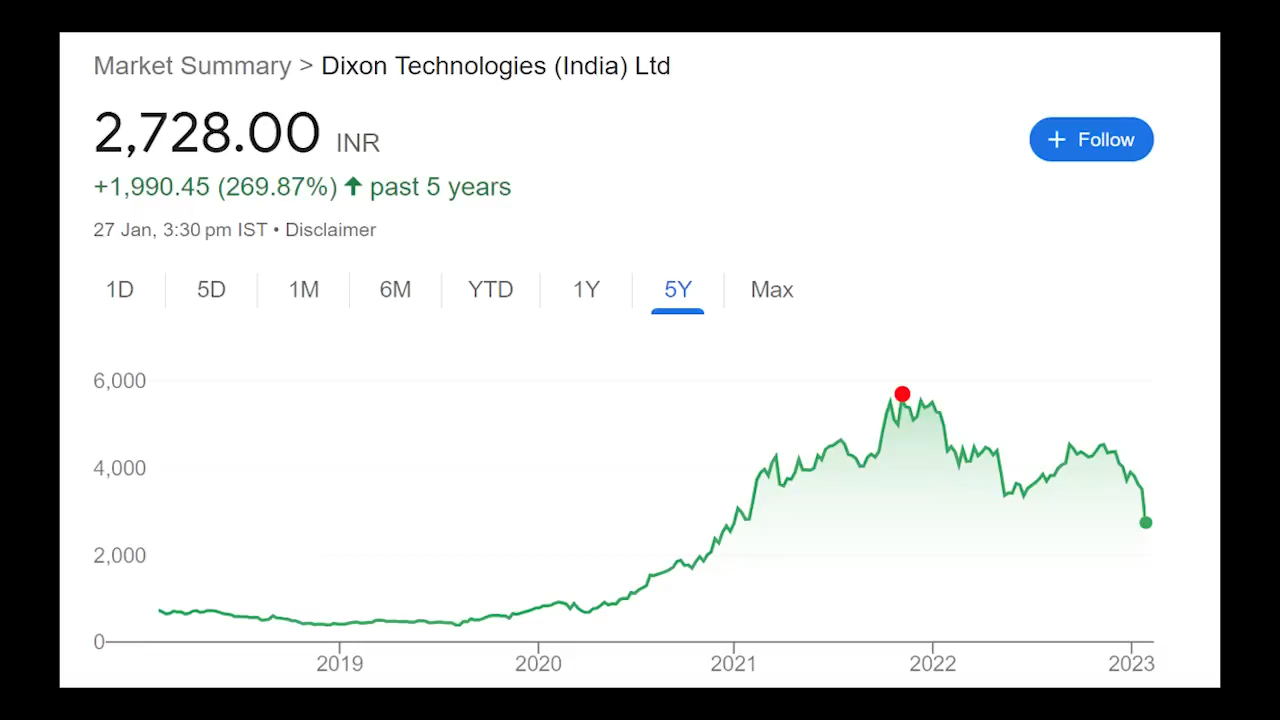 Market Summary > Dixon Technologies (India) Ltd
2,728.00 INR
+ Follow
+1,990.45 (269.87%) ↑ past 5 years
27 Jan, 3:30 pm IST • Disclaimer
1D 5D 1M 6M YTD 1Y 5Y Max
6,000
4,000
2,000
0
2019 2020 2021 2022 2023